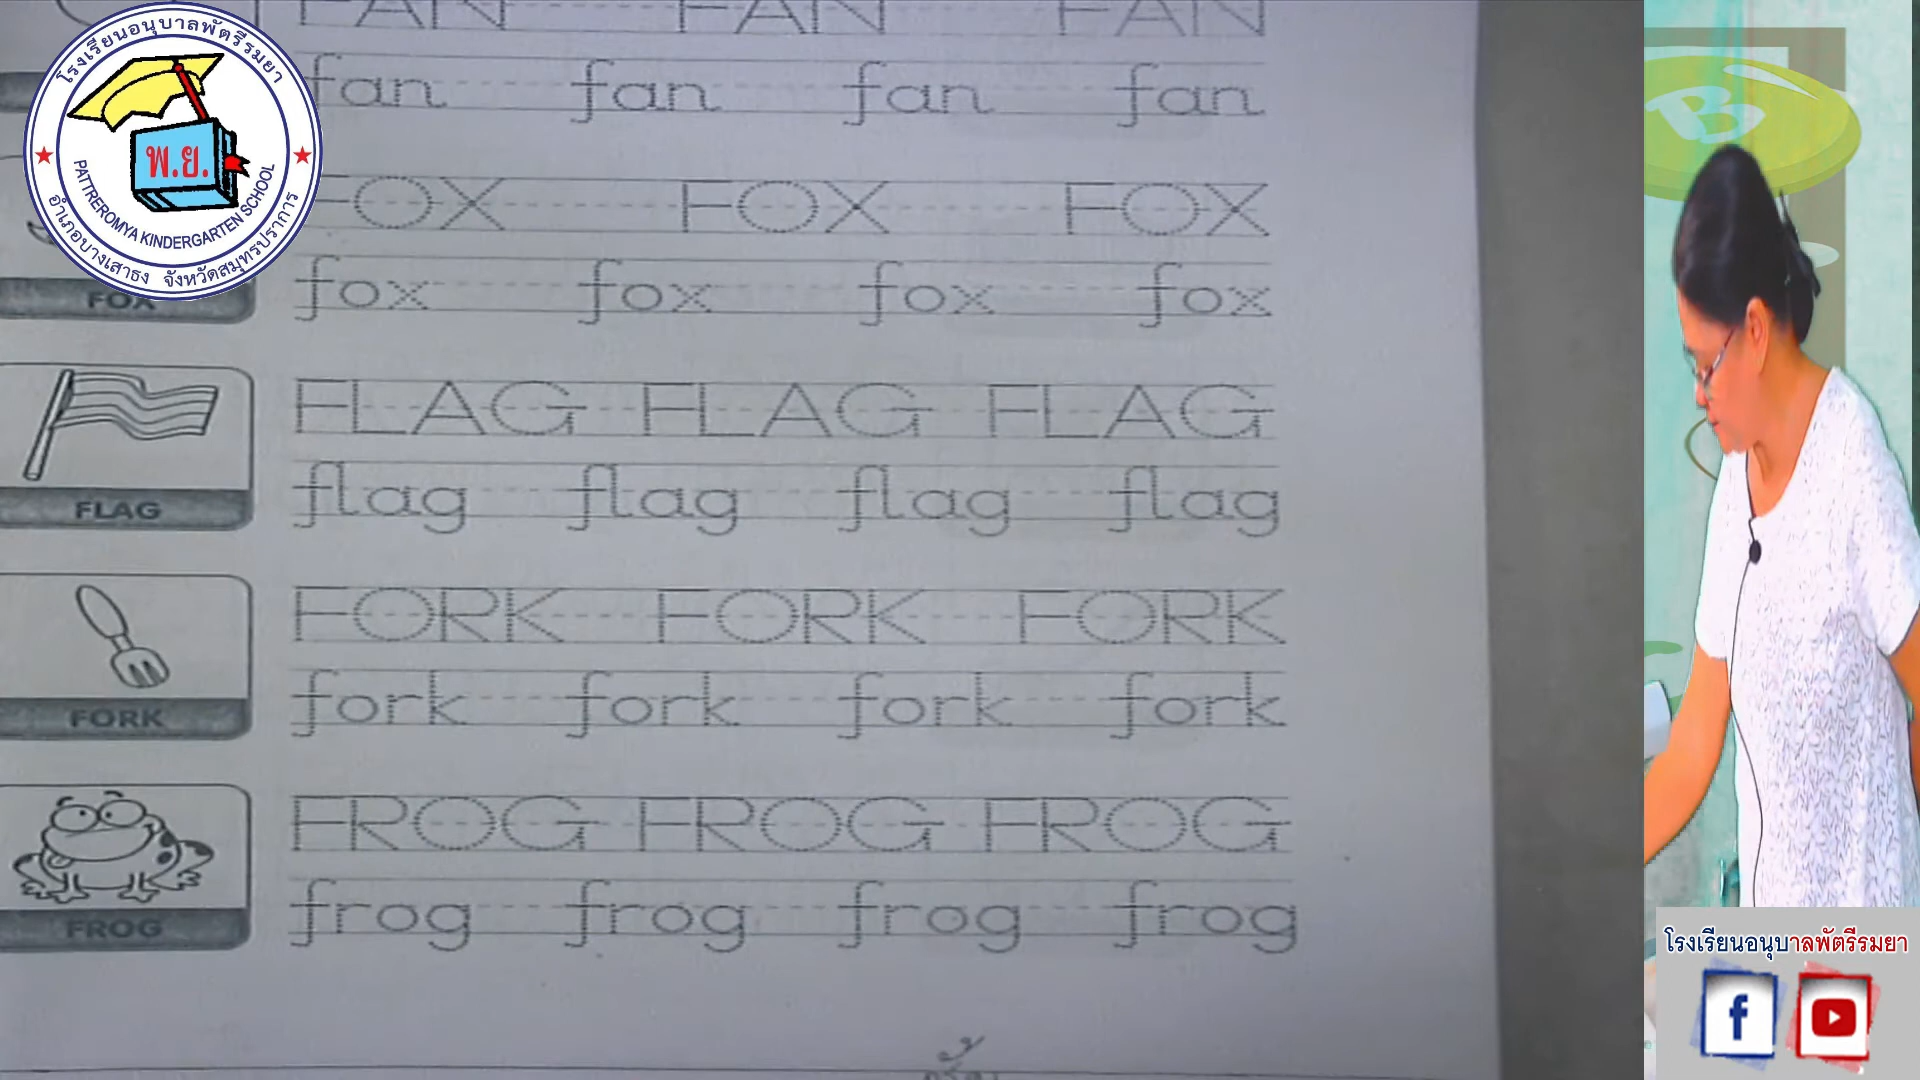 โรงเรียนอนุบาลพัตรีรมยา
พ.ย.
PATTREROMYA KINDERGARTEN SCHOOL
อำเภอบางเสาธง จังหวัดสมุทรปราการ
FAN FAN FAN
fan fan fan fan
FOX FOX FOX
fox fox fox fox
FOX
FLAG FLAG FLAG
flag flag flag flag
FLAG
FORK FORK FORK
fork fork fork fork
FORK
FROG FROG FROG
frog frog frog frog
FROG
B
โรงเรียนอนุบาลพัตรีรมยา
f